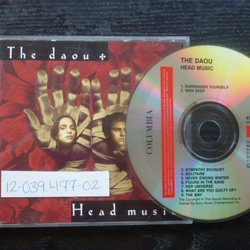 The daou +
12-039497-02
Head music
THE DAOU
HEAD MUSIC
1. SURRENDER YOURSELF
2. SKIN DEEP
COLUMBIA
3. SYMPATHY BOUQUET
4. SOLITAIRE
5. NEVER ENDING WINTER
6. FIGURE IN THE SAND
7. HER UNIVERSE
8. WHAT ARE YOU GUILTY OF?
9. THE WAY